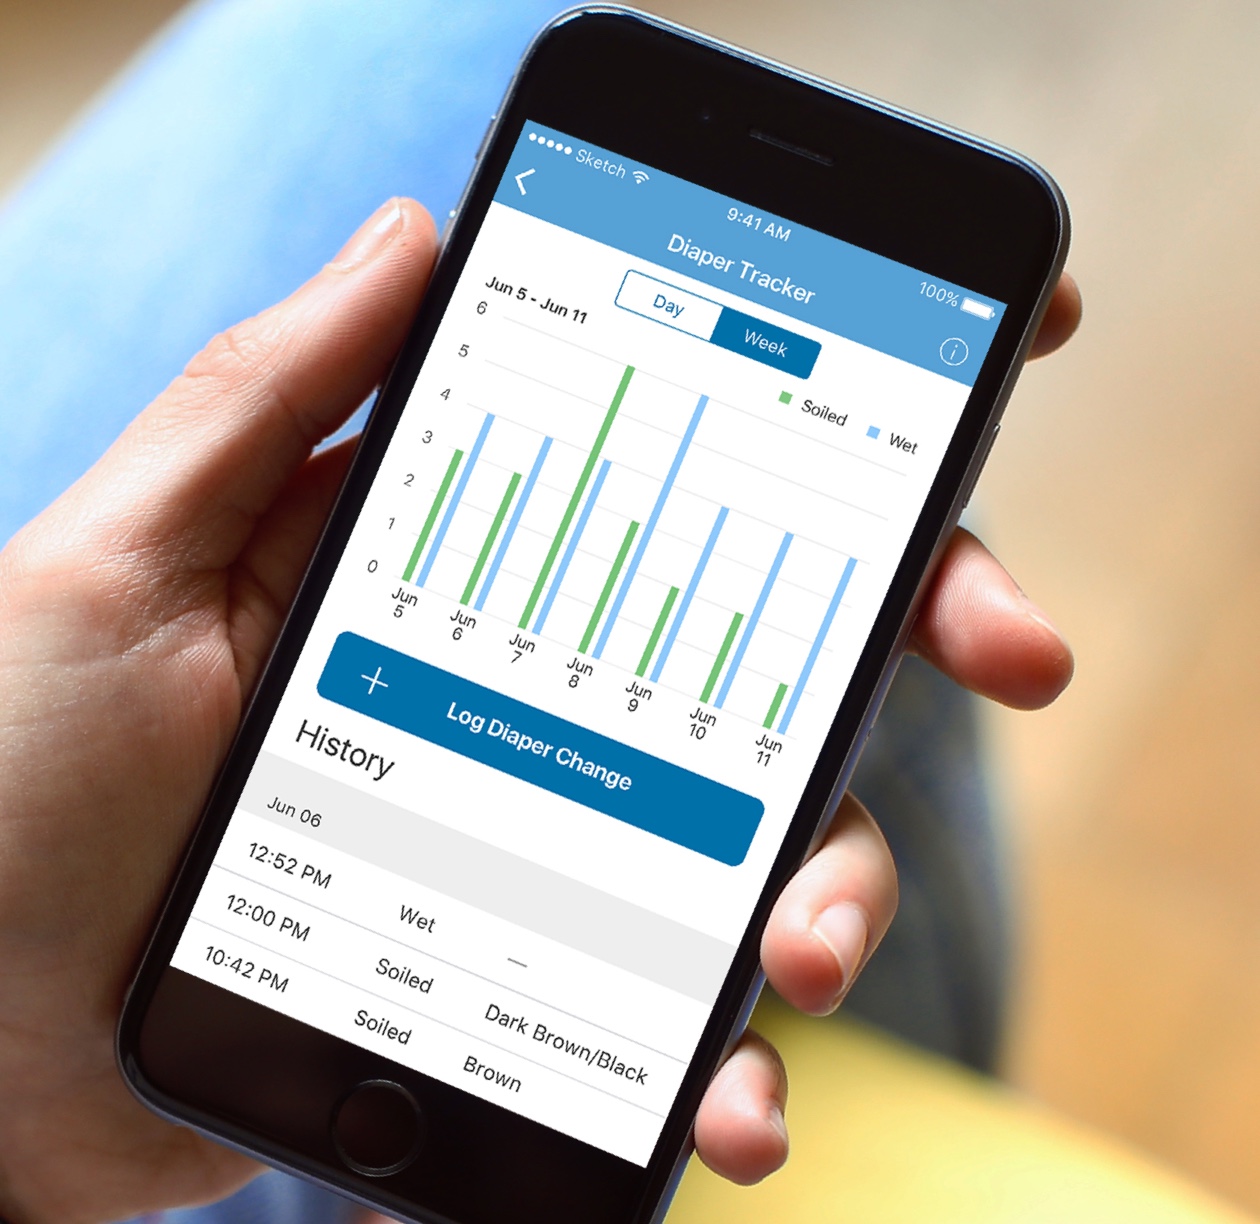 Sketch
9:41 AM
100%
Diaper Tracker
Jun 5 - Jun 11
Day
Week
Soiled
Wet
6
5
4
3
2
1
0
Jun
5
Jun
6
Jun
7
Jun
8
Jun
9
Jun
10
Jun
11
+ Log Diaper Change
History
Jun 06
12:52 PM Wet —
12:00 PM Soiled Dark Brown/Black
10:42 PM Soiled Brown